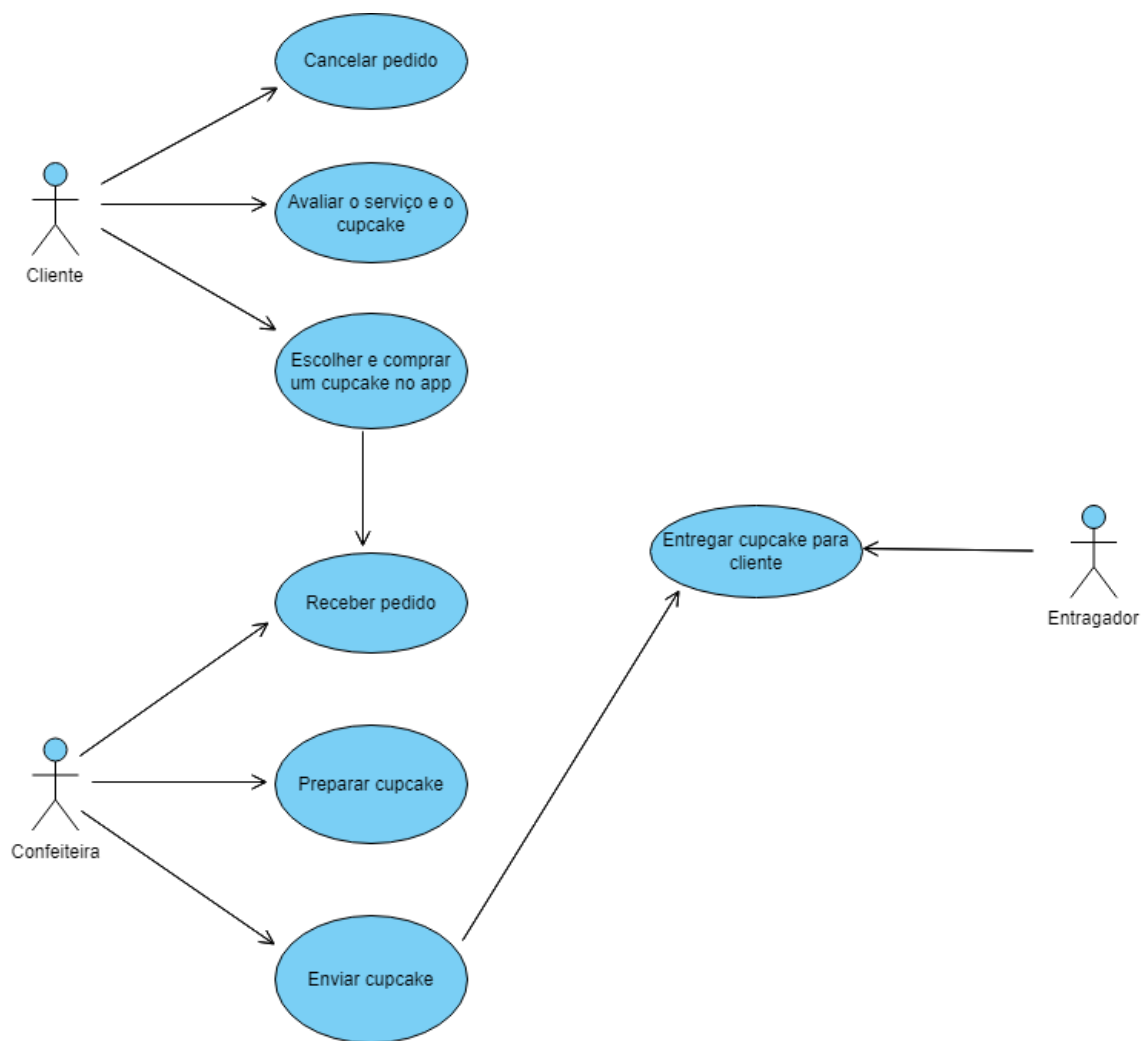 Cancelar pedido
Avaliar o serviço e o
cupcake
Cliente
Escolher e comprar
um cupcake no app
Entregar cupcake para
cliente
Entragador
Receber pedido
Preparar cupcake
Confeiteira
Enviar cupcake